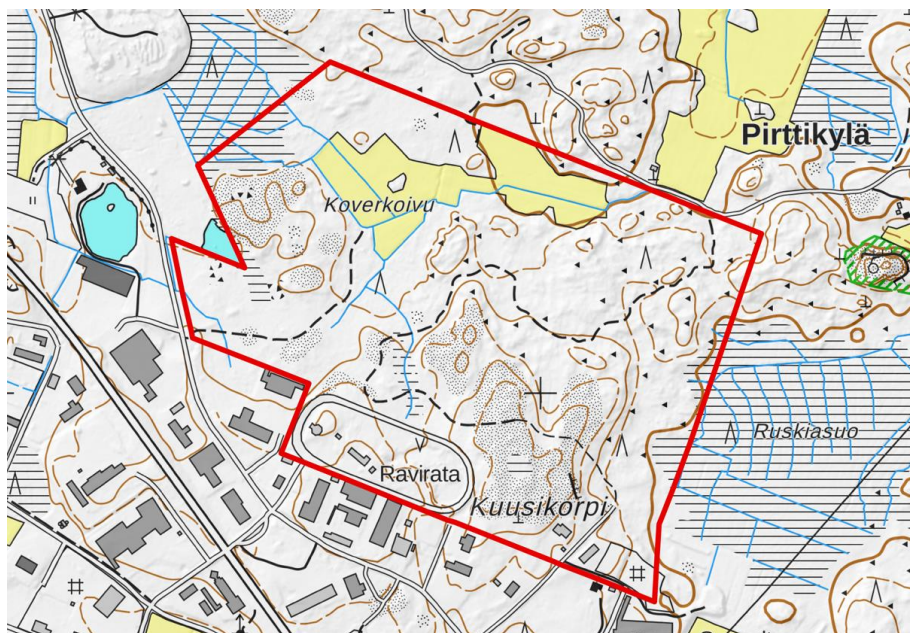 Pirttikylä
Koverkoivu
Ruskiasuo
Ravirata
Kuusikorpi